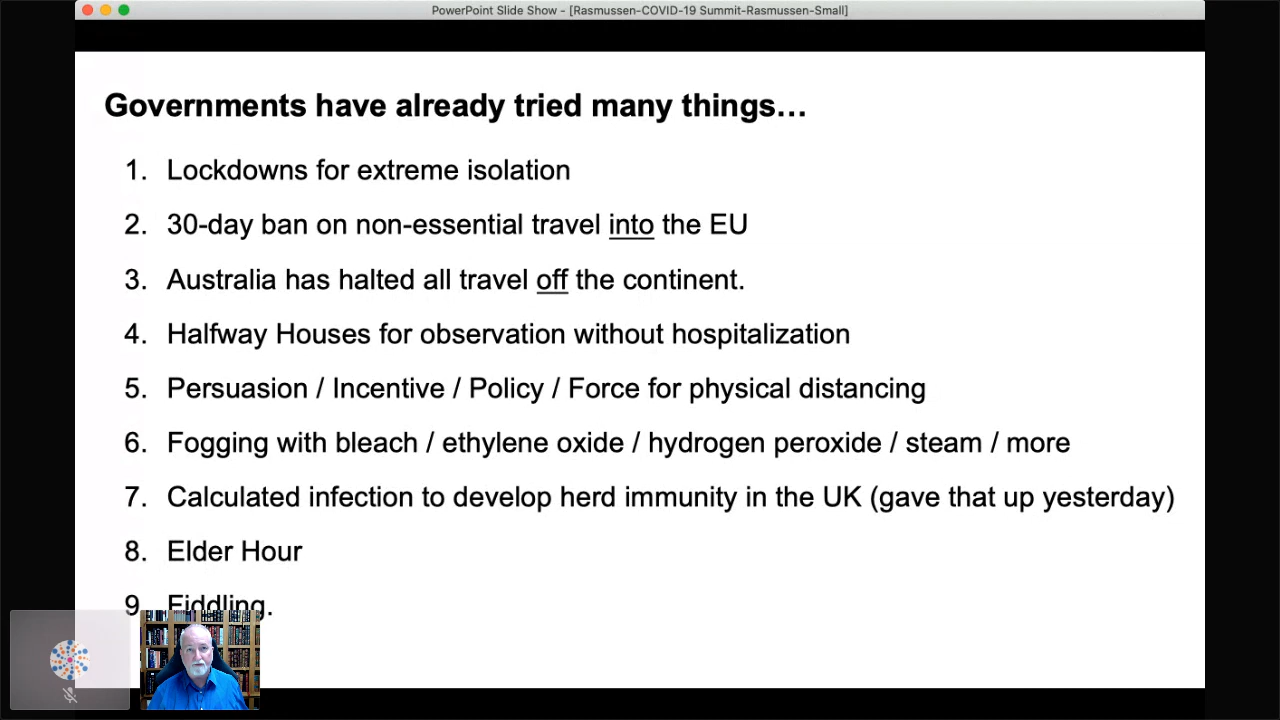 PowerPoint Slide Show - [Rasmussen-COVID-19 Summit-Rasmussen-Small]
Governments have already tried many things...
1. Lockdowns for extreme isolation
2. 30-day ban on non-essential travel into the EU
3. Australia has halted all travel off the continent.
4. Halfway Houses for observation without hospitalization
5. Persuasion / Incentive / Policy / Force for physical distancing
6. Fogging with bleach / ethylene oxide / hydrogen peroxide / steam / more
7. Calculated infection to develop herd immunity in the UK (gave that up yesterday)
8. Elder Hour
9. Fiddling.